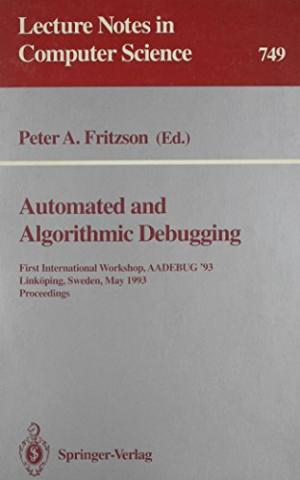 Lecture Notes in
Computer Science 749
Peter A. Fritzson (Ed.)
Automated and
Algorithmic Debugging
First International Workshop, AADEBUG '93
Linköping, Sweden, May 1993
Proceedings
Springer-Verlag